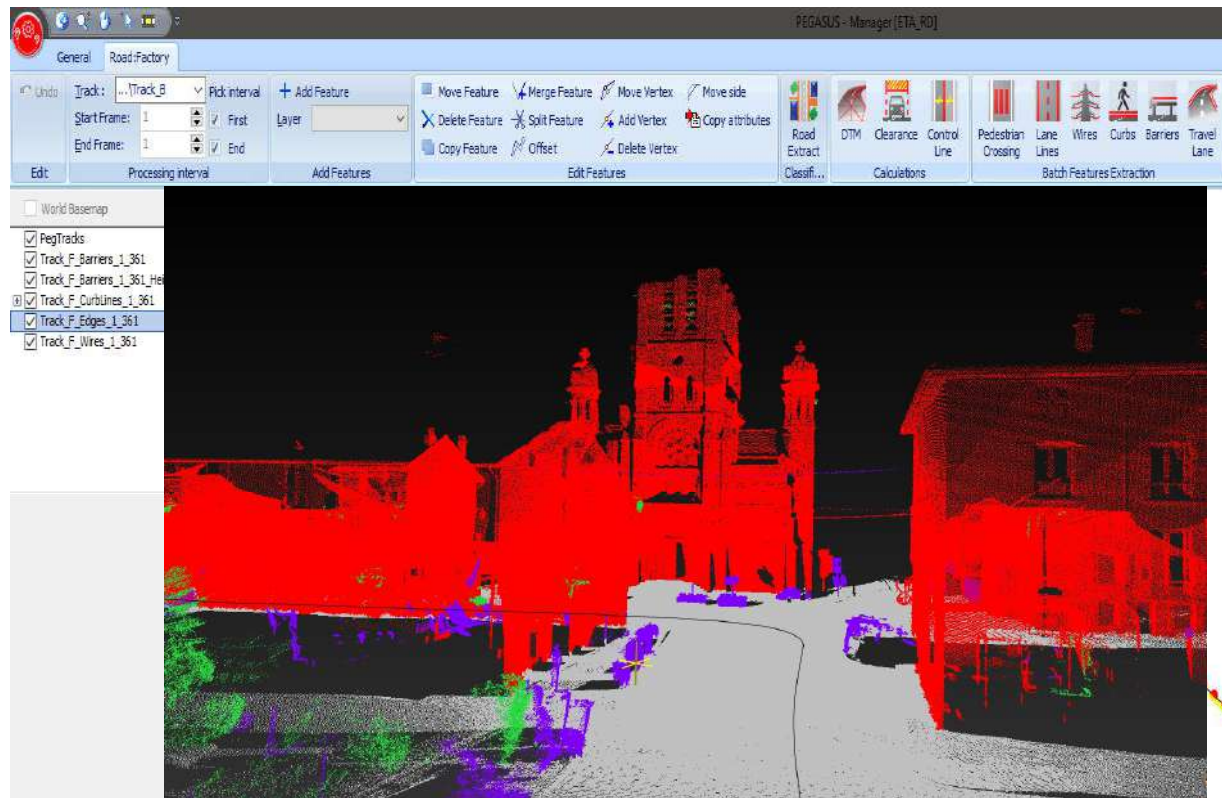 PEGASUS - Manager [ETA_RD]
General Road:Factory
Undo
Track: ...\Track_B Pick interval
Start Frame: 1 First
End Frame: 1 End
Add Feature
Layer
Move Feature Merge Feature Move Vertex Move side
Delete Feature Split Feature Add Vertex Copy attributes
Copy Feature Offset Delete Vertex
Road Extract
DTM Clearance Control Line
Pedestrian Crossing Lane Lines Wires Curbs Barriers Travel Lane
Edit Processing interval Add Features Edit Features Classifi... Calculations Batch Features Extraction
World Basemap
PegTracks
Track_F_Barriers_1_361
Track_F_Barriers_1_361_Hei
Track_F_CurbLines_1_361
Track_F_Edges_1_361
Track_F_Wires_1_361